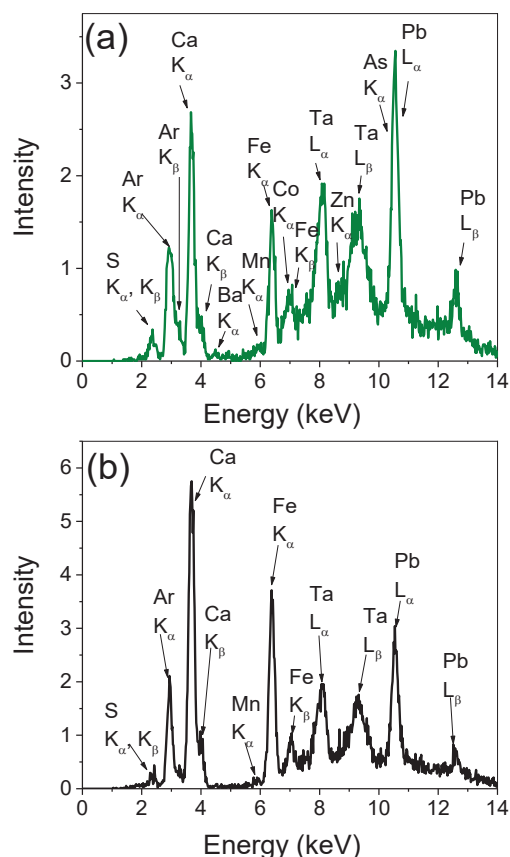 (a)
Intensity
3
2
1
0
Ca
Kα
Ar
Kβ
Ar
Kα
S
Kα, Kβ
Ca
Kβ
Ba
Kα
Mn
Kα
Fe
Kα
Co
Kα
Fe
Kβ
Ta
Lα
Ta
Lβ
Zn
Kα
As
Kα
Pb
Lα
Pb
Lβ
0 2 4 6 8 10 12 14
Energy (keV)
(b)
Intensity
6
5
4
3
2
1
0
Ca
Kα
Ar
Kα
Ca
Kβ
S
Kα, Kβ
Mn
Kα
Fe
Kα
Fe
Kβ
Ta
Lα
Ta
Lβ
Pb
Lα
Pb
Lβ
0 2 4 6 8 10 12 14
Energy (keV)